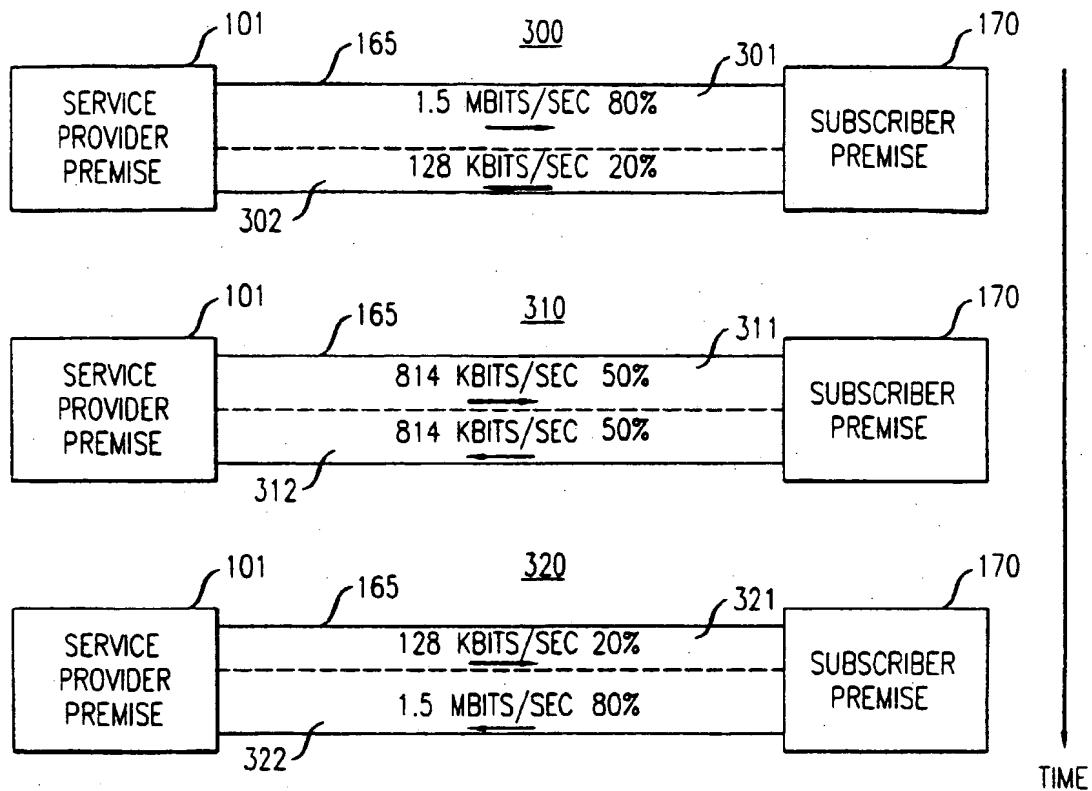 101
165
300
301
170
SERVICE
PROVIDER
PREMISE
1.5 MBITS/SEC 80%
128 KBITS/SEC 20%
SUBSCRIBER
PREMISE
302
101
165
310
311
170
SERVICE
PROVIDER
PREMISE
814 KBITS/SEC 50%
814 KBITS/SEC 50%
SUBSCRIBER
PREMISE
312
101
165
320
321
170
SERVICE
PROVIDER
PREMISE
128 KBITS/SEC 20%
1.5 MBITS/SEC 80%
SUBSCRIBER
PREMISE
322
TIME